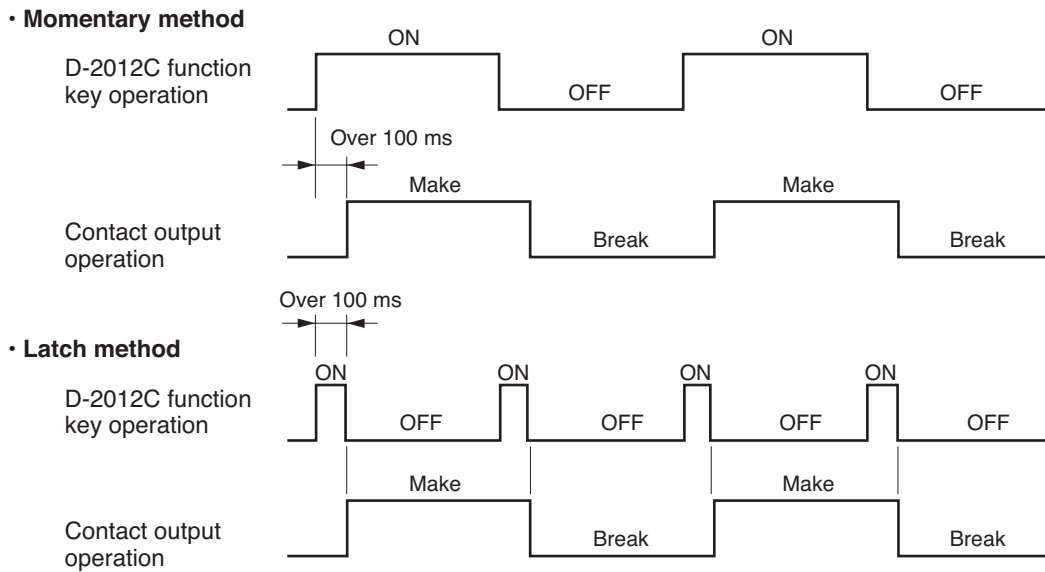 ・Momentary method
ON ON
D-2012C function
key operation
OFF OFF
Over 100 ms
Make Make
Contact output
operation
Break Break
Over 100 ms
・Latch method
ON ON ON ON
D-2012C function
key operation
OFF OFF OFF OFF
Make Make
Contact output
operation
Break Break